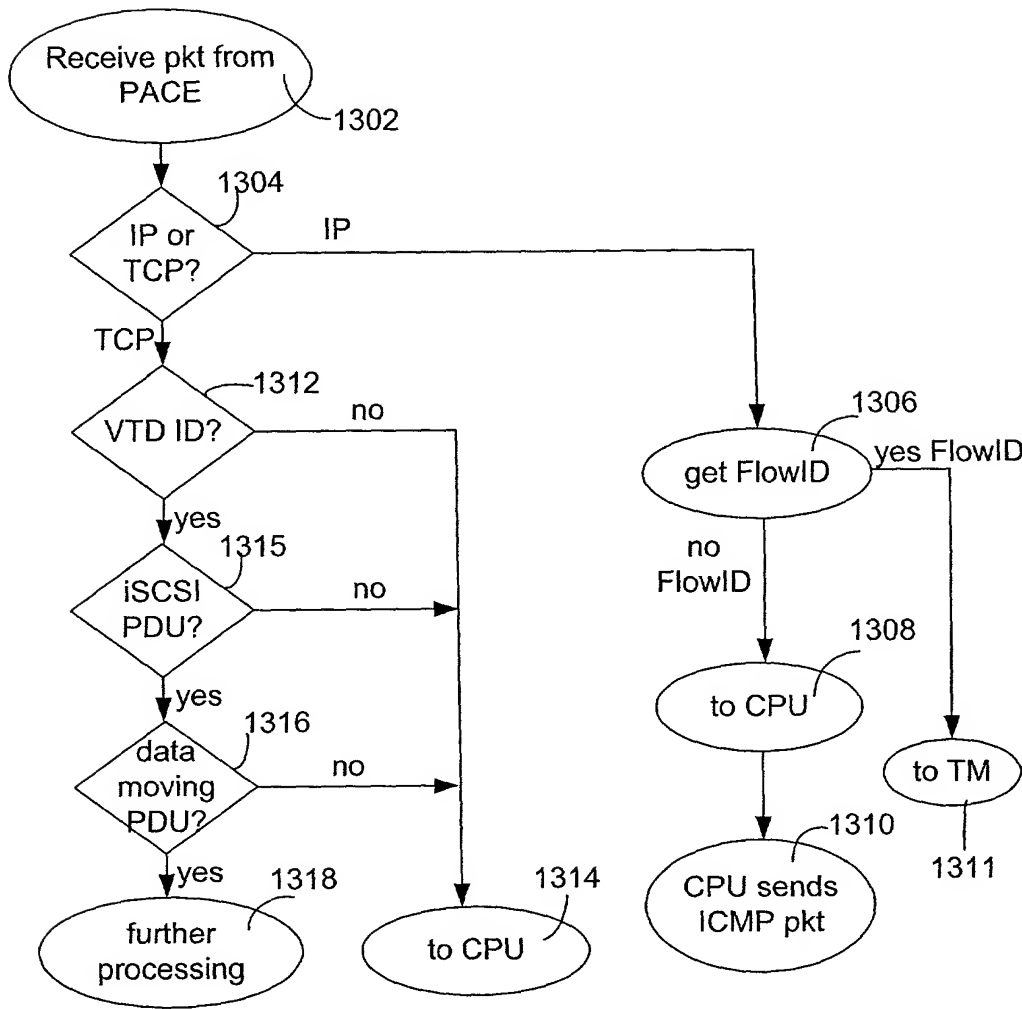 Receive pkt from
PACE
1302
1304
IP or
TCP?
IP
TCP
1312
VTD ID?
no
yes
1315
iSCSI
PDU?
no
yes
1316
data
moving
PDU?
no
yes
1318
further
processing
1314
to CPU
1306
get FlowID
yes FlowID
no
FlowID
1308
to CPU
to TM
1311
1310
CPU sends
ICMP pkt